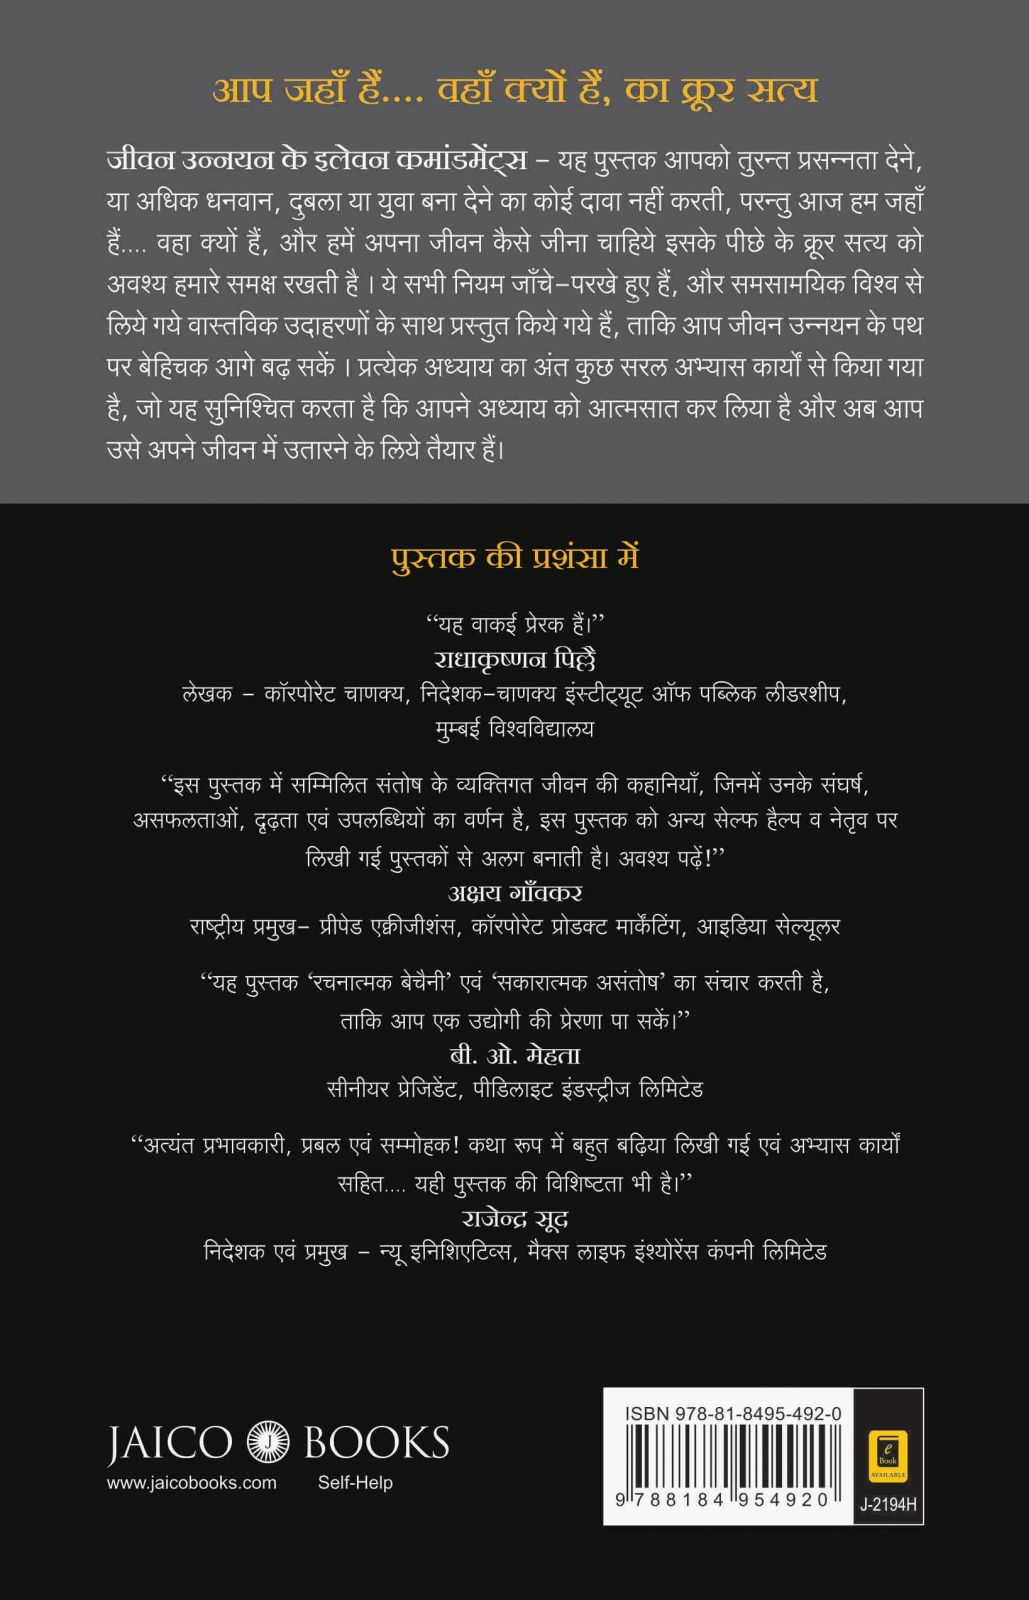 आप जहाँ हैं.... वहाँ क्यों हैं, का क्रूर सत्य
जीवन उन्नयन के इलेवन कमांडमेंट्स – यह पुस्तक आपको तुरन्त प्रसन्नता देने,
या अधिक धनवान, दुबला या युवा बना देने का कोई दावा नहीं करती, परन्तु आज हम जहाँ
हैं.... वहा क्यों हैं, और हमें अपना जीवन कैसे जीना चाहिये इसके पीछे के क्रूर सत्य को
अवश्य हमारे समक्ष रखती है । ये सभी नियम जाँचे–परखे हुए हैं, और समसामयिक विश्व से
लिये गये वास्तविक उदाहरणों के साथ प्रस्तुत किये गये हैं, ताकि आप जीवन उन्नयन के पथ
पर बेहिचक आगे बढ़ सकें । प्रत्येक अध्याय का अंत कुछ सरल अभ्यास कार्यों से किया गया
है, जो यह सुनिश्चित करता है कि आपने अध्याय को आत्मसात कर लिया है और अब आप
उसे अपने जीवन में उतारने के लिये तैयार हैं।
पुस्तक की प्रशंसा में
“यह वाकई प्रेरक हैं।”
राधाकृष्णन पिल्लै
लेखक – कॉरपोरेट चाणक्य, निदेशक–चाणक्य इंस्टीट्यूट ऑफ पब्लिक लीडरशीप,
मुम्बई विश्वविद्यालय
“इस पुस्तक में सम्मिलित संतोष के व्यक्तिगत जीवन की कहानियाँ, जिनमें उनके संघर्ष,
असफलताओं, दृढ़ता एवं उपलब्धियों का वर्णन है, इस पुस्तक को अन्य सेल्फ हैल्प व नेतृव पर
लिखी गई पुस्तकों से अलग बनाती है। अवश्य पढ़ें!”
अक्षय गाँवकर
राष्ट्रीय प्रमुख– प्रीपेड एक्वीजीशंस, कॉरपोरेट प्रोडक्ट मार्केटिंग, आइडिया सेल्यूलर
“यह पुस्तक ‘रचनात्मक बेचैनी’ एवं ‘सकारात्मक असंतोष’ का संचार करती है,
ताकि आप एक उद्योगी की प्रेरणा पा सकें।”
बी. ओ. मेहता
सीनीयर प्रेजिडेंट, पीडिलाइट इंडस्ट्रीज लिमिटेड
“अत्यंत प्रभावकारी, प्रबल एवं सम्मोहक! कथा रूप में बहुत बढ़िया लिखी गई एवं अभ्यास कार्यों
सहित.... यही पुस्तक की विशिष्टता भी है।”
राजेन्द्र सूद
निदेशक एवं प्रमुख – न्यू इनिशिएटिव्स, मैक्स लाइफ इंश्योरेंस कंपनी लिमिटेड
JAICO J BOOKS
www.jaicobooks.com Self-Help
ISBN 978-81-8495-492-0
9 788184 954920
e
Book
AVAILABLE
J-2194H